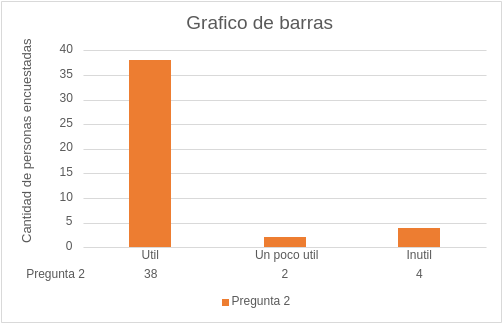 Grafico de barras
Cantidad de personas encuestadas
40
35
30
25
20
15
10
5
0
Util Un poco util Inutil
Pregunta 2 38 2 4
Pregunta 2